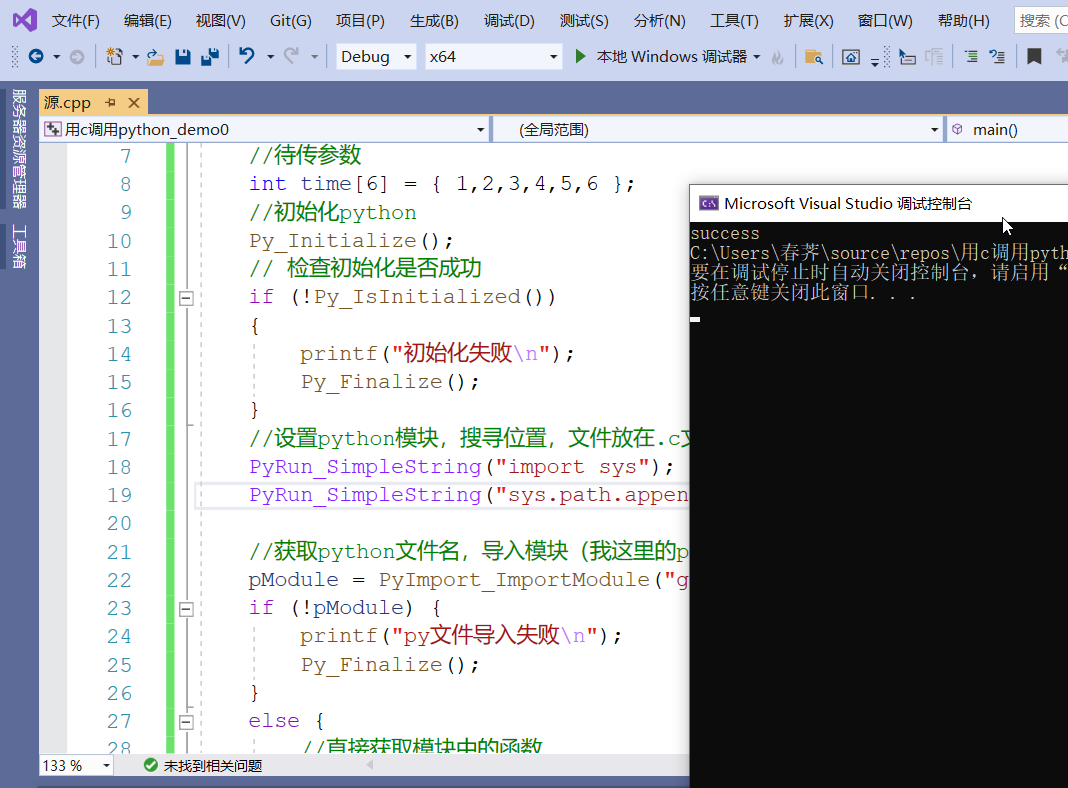 文件(F) 编辑(E) 视图(V) Git(G) 项目(P) 生成(B) 调试(D) 测试(S) 分析(N) 工具(T) 扩展(X) 窗口(W) 帮助(H) 搜索 (C
Debug x64 本地 Windows 调试器
服务器资源管理器
工具箱
源.cpp
用c调用python_demo0 (全局范围) main()
7 //待传参数
8 int time[6] = { 1,2,3,4,5,6 };
9 //初始化python
10 Py_Initialize();
11 // 检查初始化是否成功
12 if (!Py_IsInitialized())
13 {
14 printf("初始化失败\n");
15 Py_Finalize();
16 }
17 //设置python模块，搜寻位置，文件放在.c文
18 PyRun_SimpleString("import sys");
19 PyRun_SimpleString("sys.path.appen
20
21 //获取python文件名，导入模块（我这里的p
22 pModule = PyImport_ImportModule("g
23 if (!pModule) {
24 printf("py文件导入失败\n");
25 Py_Finalize();
26 }
27 else {
28 //直接获取模块中的函数
133 % 未找到相关问题
Microsoft Visual Studio 调试控制台
success
C:\Users\春荠\source\repos\用c调用pyth
要在调试停止时自动关闭控制台，请启用“
按任意键关闭此窗口. . .